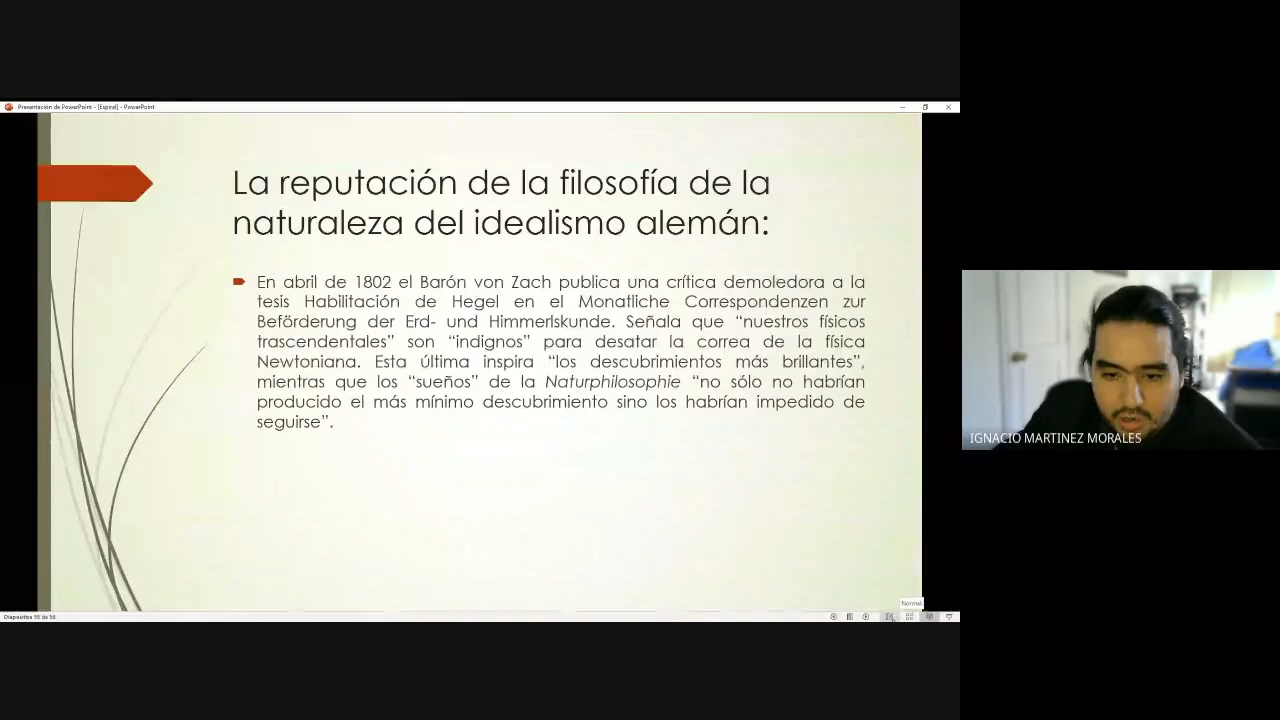 Presentación de PowerPoint - [Espiral] - PowerPoint
La reputación de la filosofía de la
naturaleza del idealismo alemán:
En abril de 1802 el Barón von Zach publica una crítica demoledora a la
tesis Habilitación de Hegel en el Monatliche Correspondenzen zur
Beförderung der Erd- und Himmerlskunde. Señala que “nuestros físicos
trascendentales” son “indignos” para desatar la correa de la física
Newtoniana. Esta última inspira “los descubrimientos más brillantes”,
mientras que los “sueños” de la Naturphilosophie “no sólo no habrían
producido el más mínimo descubrimiento sino los habrían impedido de
seguirse”.
IGNACIO MARTINEZ MORALES
Normal
Diapositiva 55 de 56